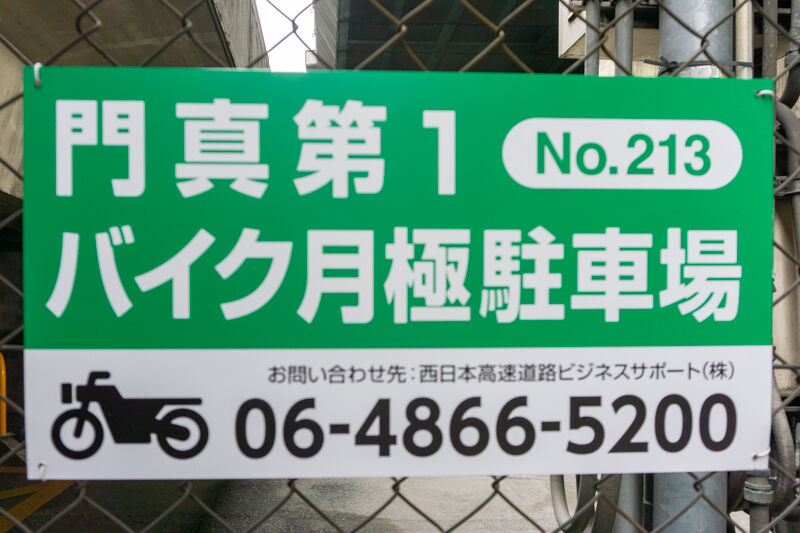 門真第1 No.213
バイク月極駐車場
お問い合わせ先：西日本高速道路ビジネスサポート（株）
06-4866-5200